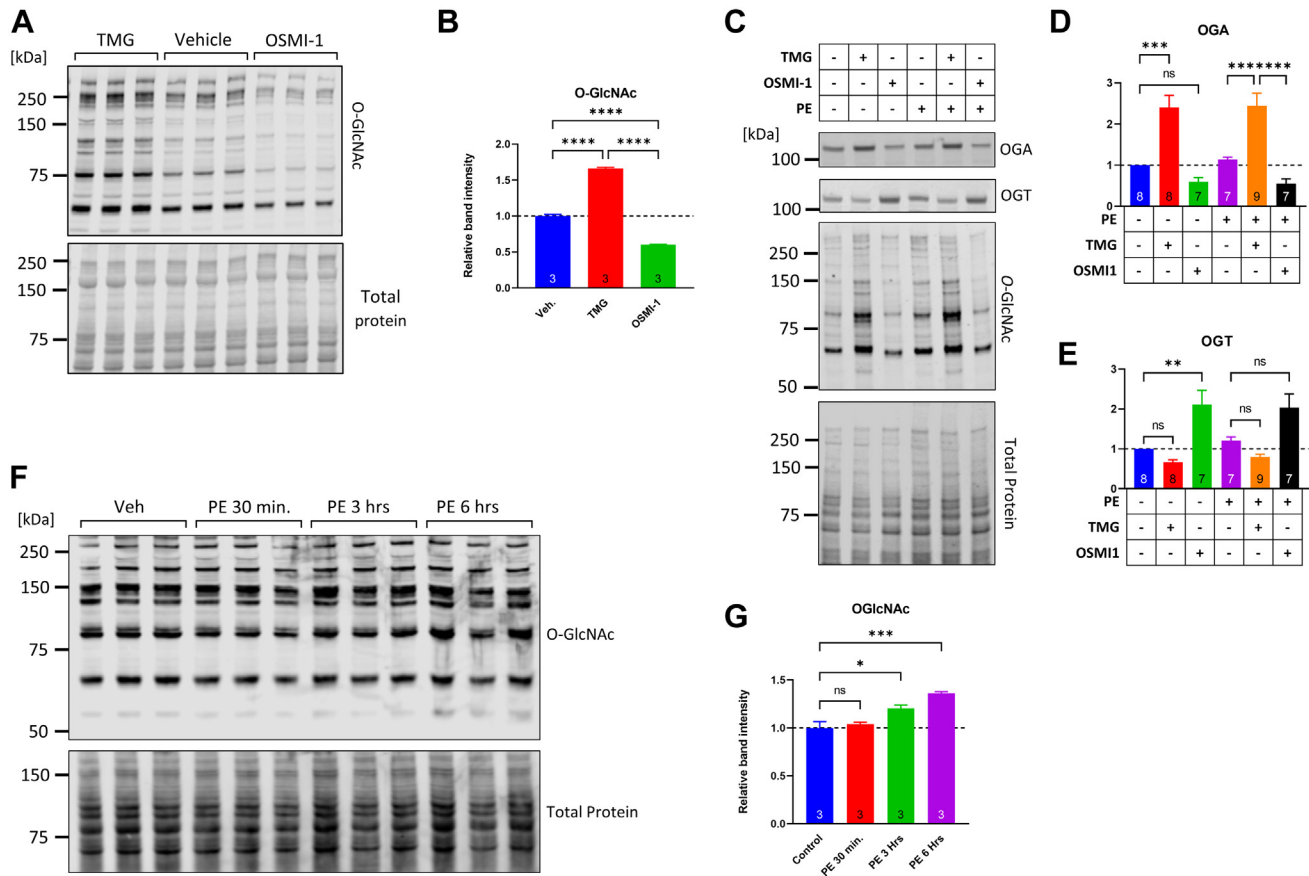 A
TMG Vehicle OSMI-1
[kDa]
250
150
75
O-GlcNAc
250
150
75
Total
protein
B
O-GlcNAc
****
**** ****
Relative band intensity
2.0
1.5
1.0
0.5
0.0
3 3 3
Veh. TMG OSMI-1
C
TMG - + - - + -
OSMI-1 - - + - - +
PE - - - + + +
[kDa]
100
OGA
100
OGT
250
150
75
50
O-GlcNAc
250
150
75
Total Protein
D
OGA
*** ns *******
3
2
1
0
8 8 7 7 9 7
PE - - - + + +
TMG - + - - + -
OSMI1 - - + - - +
E
OGT
** ns
ns ns
3
2
1
0
8 8 7 7 9 7
PE - - - + + +
TMG - + - - + -
OSMI1 - - + - - +
F
Veh PE 30 min. PE 3 hrs PE 6 hrs
[kDa]
250
150
75
50
O-GlcNAc
150
75
Total Protein
G
OGlcNAc
***
*
ns
Relative band intensity
1.5
1.0
0.5
0.0
3 3 3 3
Control PE 30 min. PE 3 Hrs PE 6 Hrs